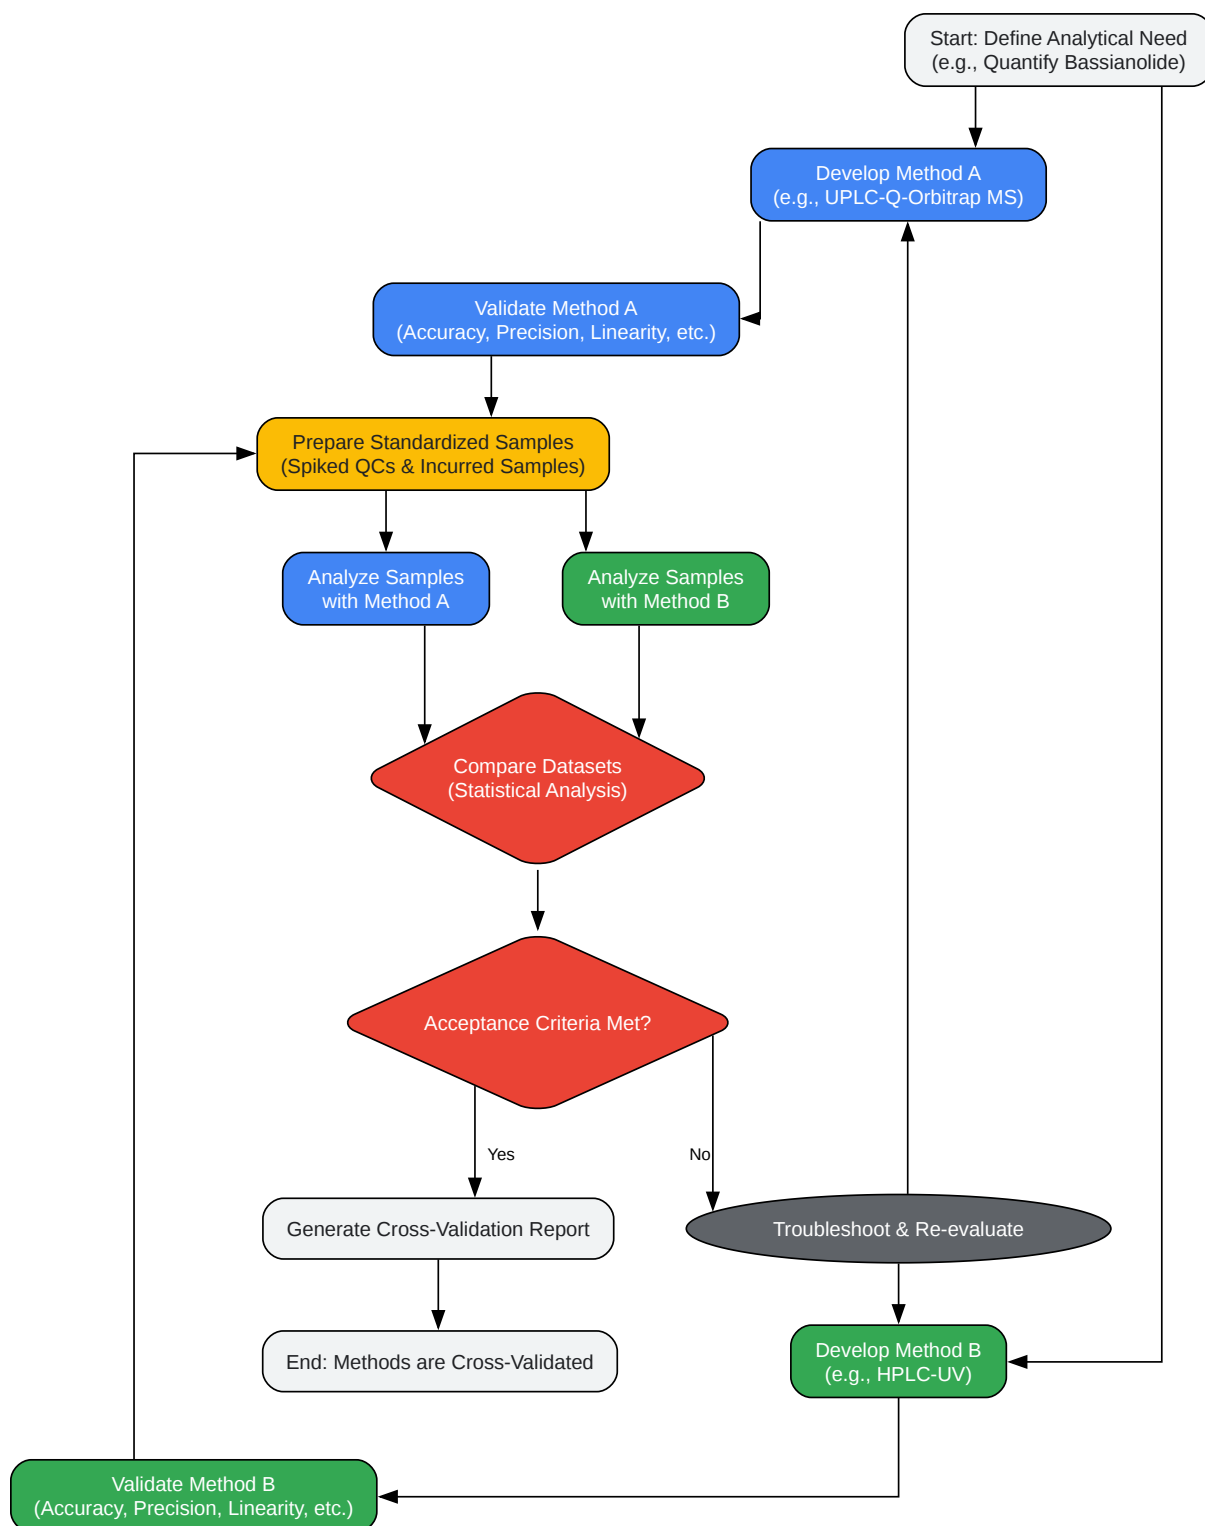 Start: Define Analytical Need
(e.g., Quantify Bassianolide)
Develop Method A
(e.g., UPLC-Q-Orbitrap MS)
Validate Method A
(Accuracy, Precision, Linearity, etc.)
Prepare Standardized Samples
(Spiked QCs & Incurred Samples)
Analyze Samples
with Method A
Analyze Samples
with Method B
Compare Datasets
(Statistical Analysis)
Acceptance Criteria Met?
Yes
No
Generate Cross-Validation Report
Troubleshoot & Re-evaluate
End: Methods are Cross-Validated
Develop Method B
(e.g., HPLC-UV)
Validate Method B
(Accuracy, Precision, Linearity, etc.)